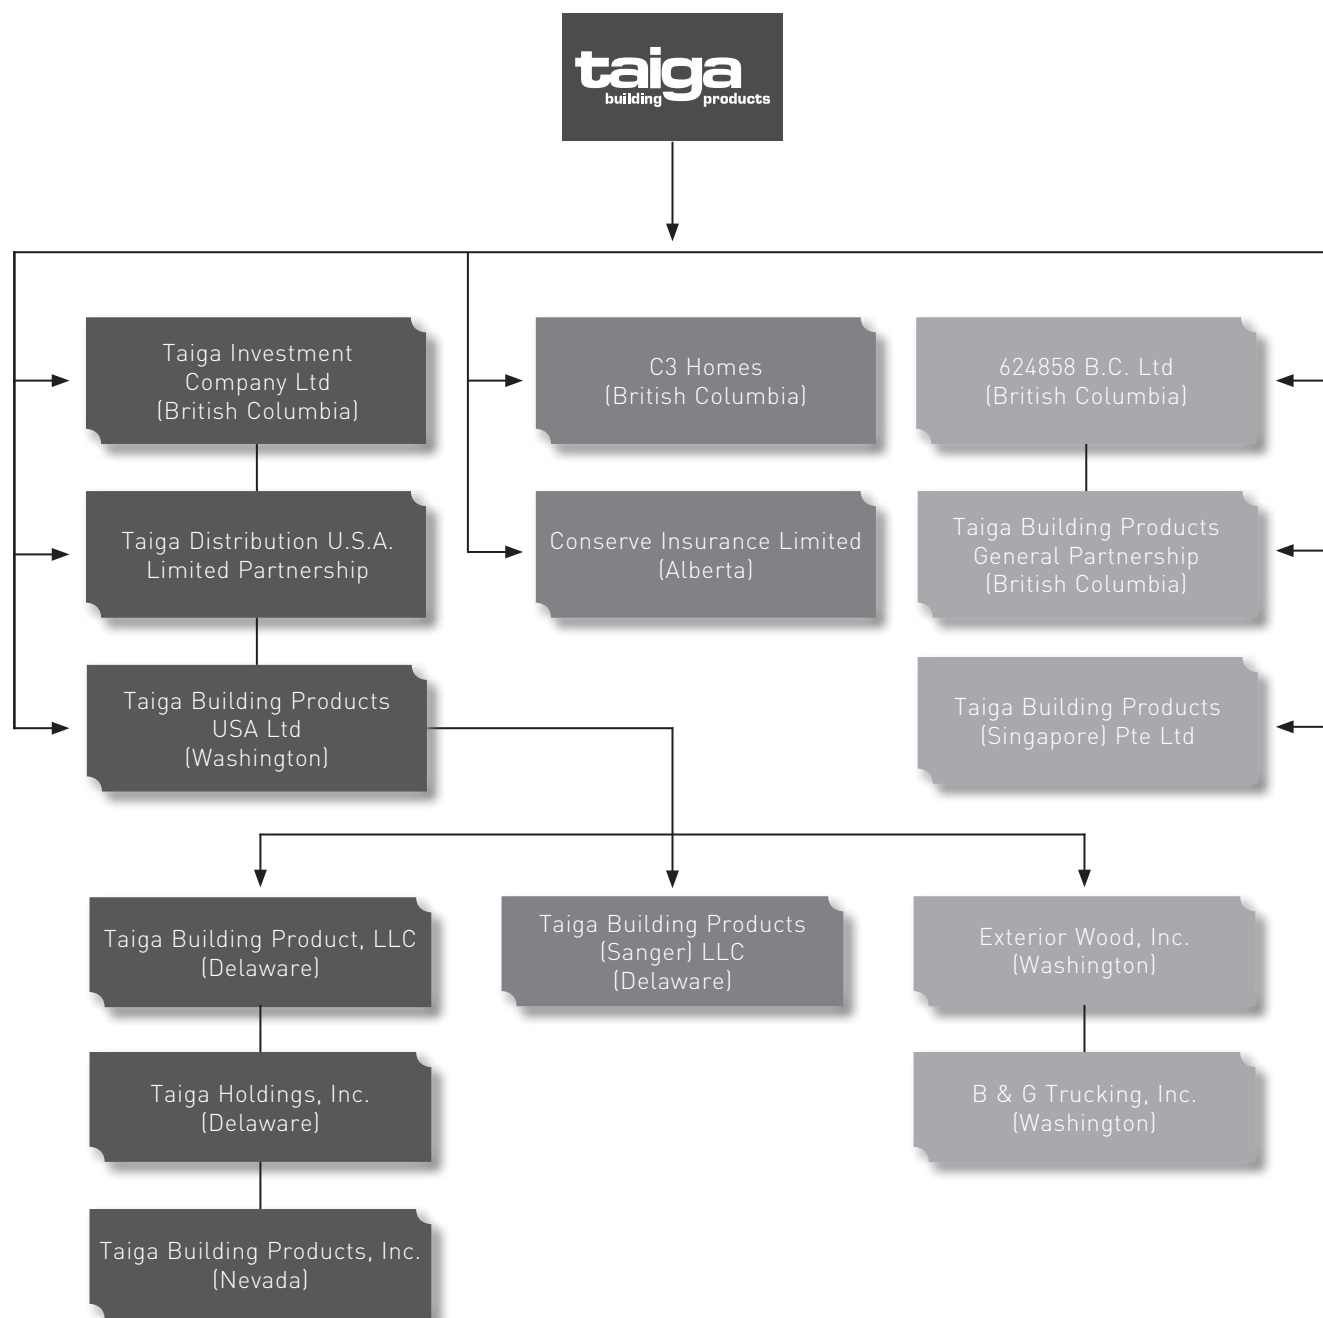 taiga
building products
Taiga Investment
Company Ltd
(British Columbia)
C3 Homes
(British Columbia)
624858 B.C. Ltd
(British Columbia)
Taiga Distribution U.S.A.
Limited Partnership
Conserve Insurance Limited
(Alberta)
Taiga Building Products
General Partnership
(British Columbia)
Taiga Building Products
USA Ltd
(Washington)
Taiga Building Products
(Singapore) Pte Ltd
Taiga Building Product, LLC
(Delaware)
Taiga Building Products
(Sanger) LLC
(Delaware)
Exterior Wood, Inc.
(Washington)
Taiga Holdings, Inc.
(Delaware)
B & G Trucking, Inc.
(Washington)
Taiga Building Products, Inc.
(Nevada)